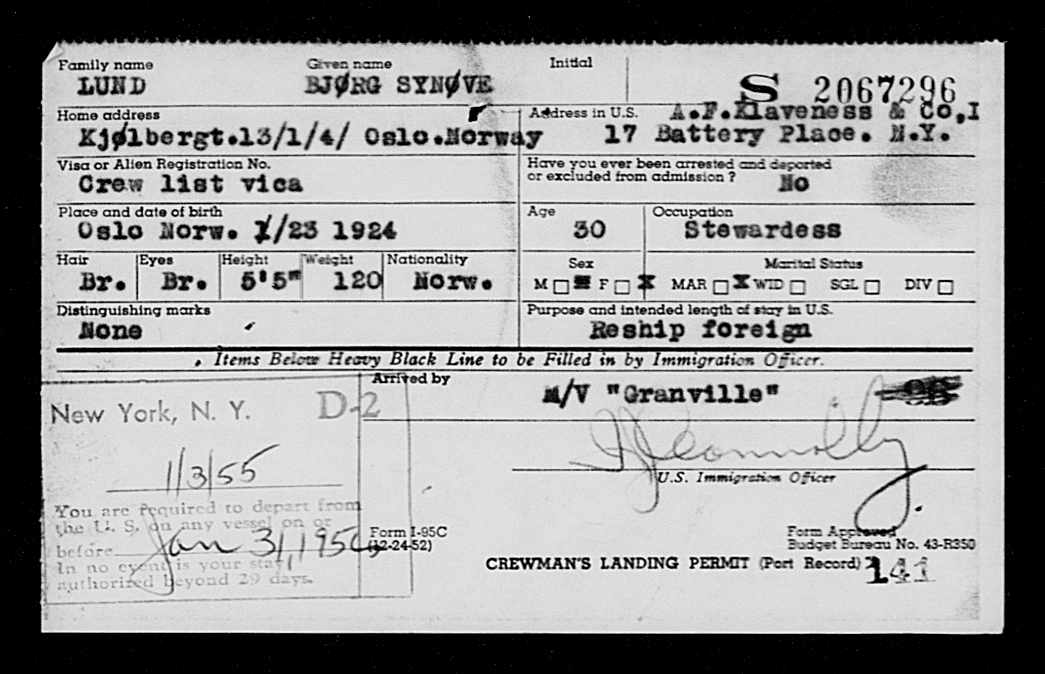 Family name Given name Initial
LUND BJØRG SYNØVE
S 2067296
Home address Address in U.S. A.F.Klaveness & Co,I
Kjølbergt.13/1/4/ Oslo.Norway 17 Battery Place. N.Y.
Visa or Alien Registration No. Have you ever been arrested and deported
or excluded from admission?
Crew list vica No
Place and date of birth Age Occupation
Oslo Norw. 1/23 1924 30 Stewardess
Hair Eyes Height Weight Nationality Sex Marital Status
Br. Br. 5'5" 120 Norw. M F X MAR X WID SGL DIV
Distinguishing marks Purpose and intended length of stay in U.S.
None Reship foreign
Items Below Heavy Black Line to be Filled in by Immigration Officer.
Arrived by
M/V "Granville"
New York, N. Y. D-2
1/3/55
U.S. Immigration Officer
You are required to depart from
the U. S. on any vessel on or
before Jan 31,
In no event is your stay
authorized beyond 29 days.
Form I-95C
(12-24-52)
Form Approved
Budget Bureau No. 43-R350
CREWMAN'S LANDING PERMIT (Port Record) 141